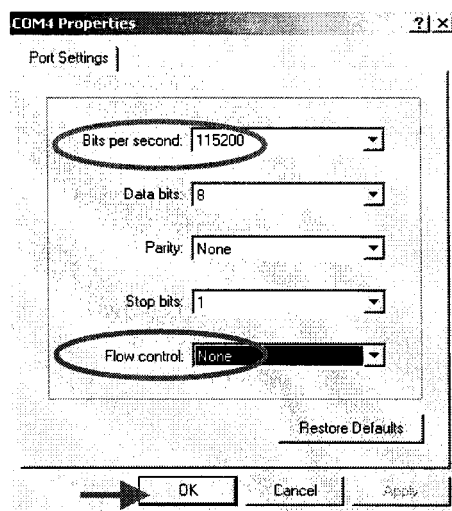 COM4 Properties ? ×
Port Settings
Bits per second: 115200
Data bits: 8
Parity: None
Stop bits: 1
Flow control: None
Restore Defaults
OK Cancel Apply